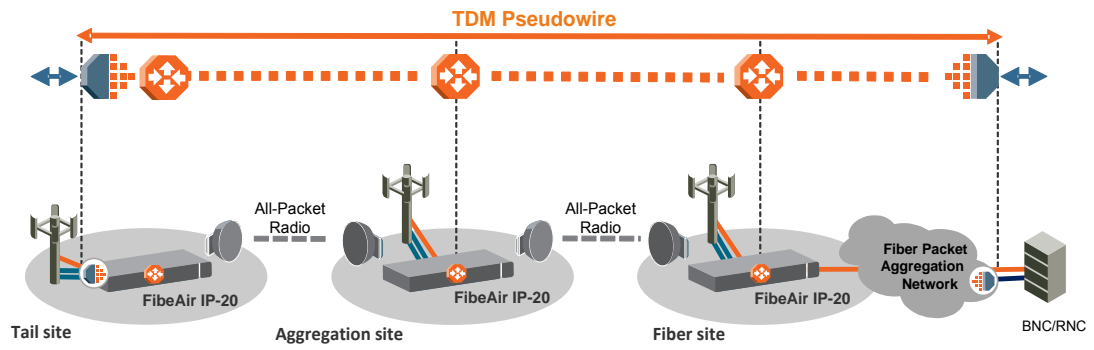 TDM Pseudowire
All-Packet
Radio
All-Packet
Radio
Fiber Packet
Aggregation
Network
FibeAir IP-20
FibeAir IP-20
FibeAir IP-20
BNC/RNC
Tail site
Aggregation site
Fiber site